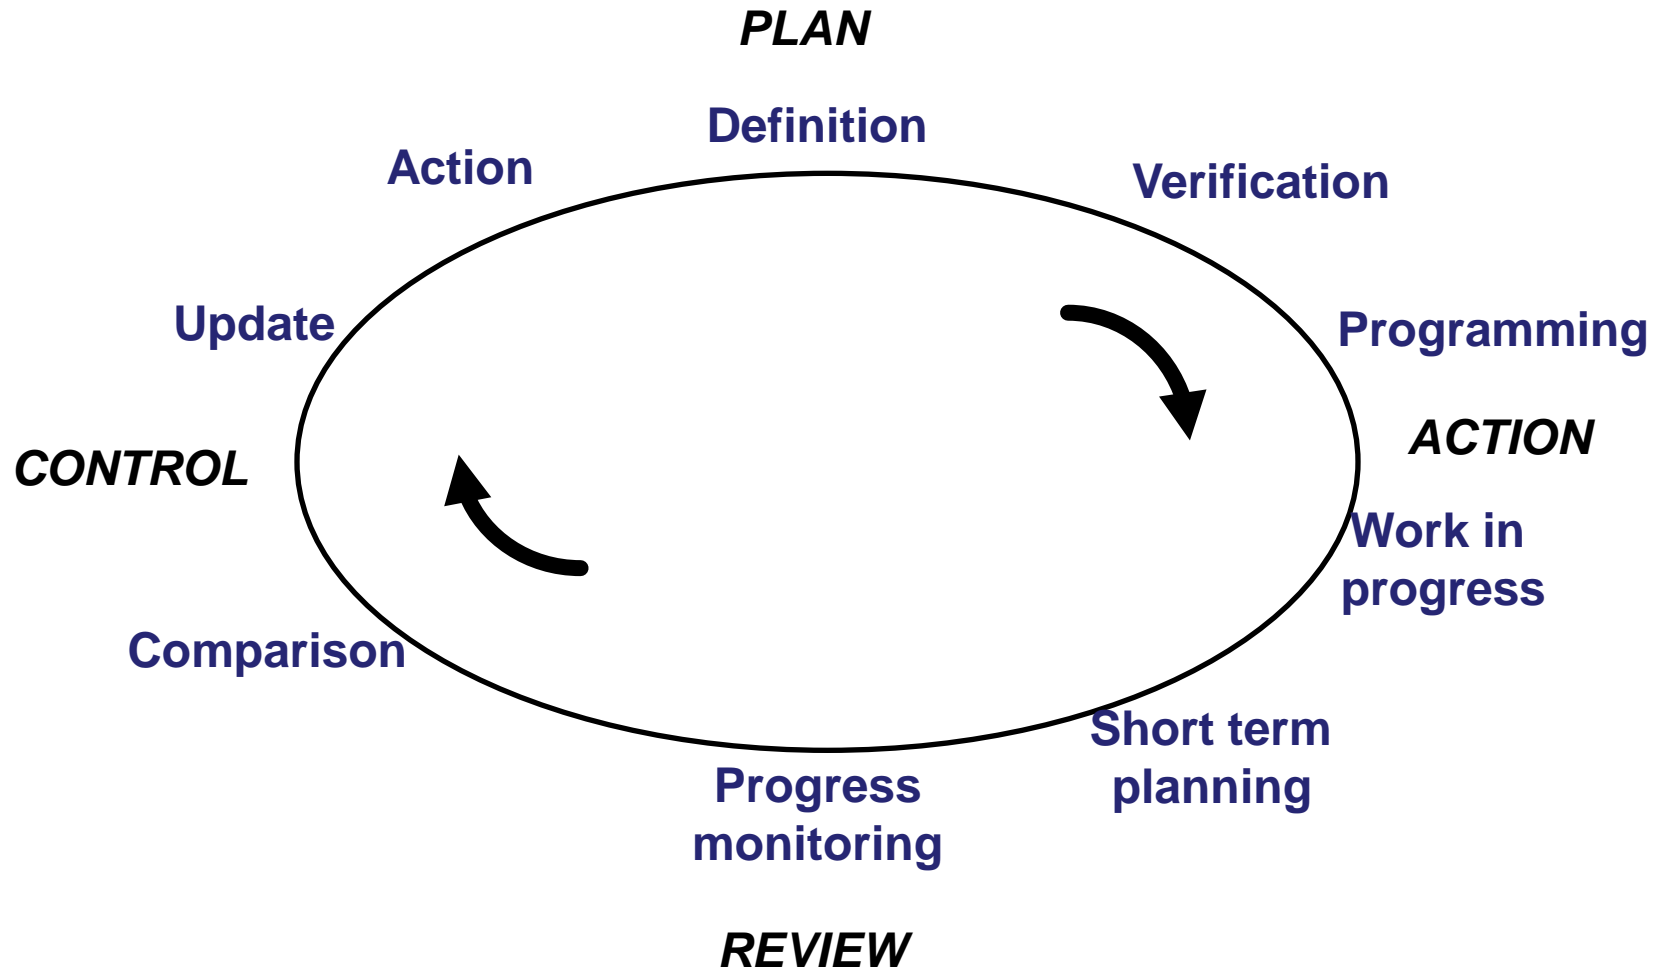 PLAN
Definition
Action
Verification
Update
Programming
ACTION
CONTROL
Work in
progress
Comparison
Short term
planning
Progress
monitoring
REVIEW